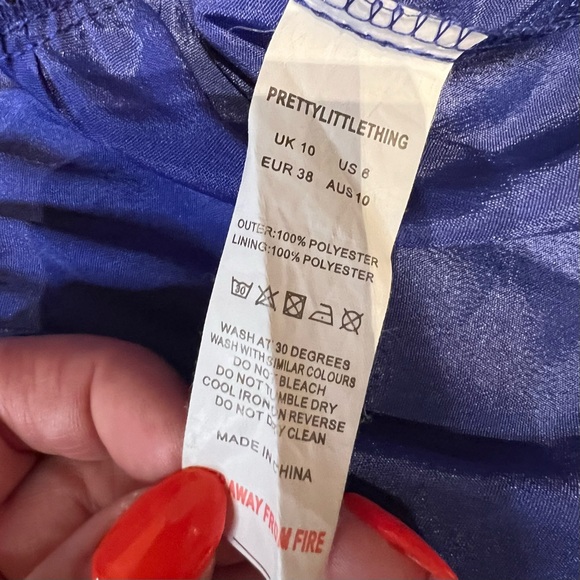 PRETTYLITTLETHING
UK 10 US 6
EUR 38 AUS 10
OUTER:100% POLYESTER
LINING:100% POLYESTER
30
WASH AT 30 DEGREES
WASH WITH SIMILAR COLOURS
DO NOT BLEACH
DO NOT TUMBLE DRY
COOL IRON ON REVERSE
DO NOT DRY CLEAN
MADE IN CHINA
AWAY FROM FIRE